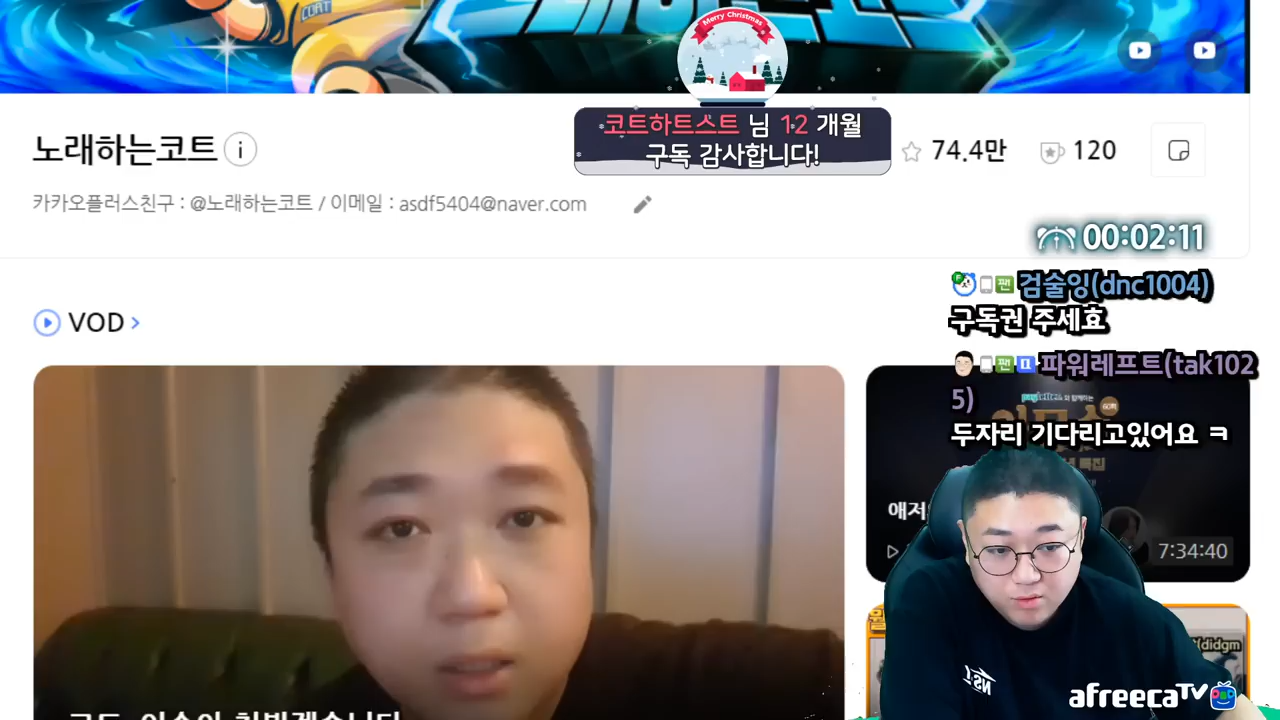 CORT
Merry Christmas
코트하트스트 님 12 개월
구독 감사합니다!
노래하는코트
74.4만
120
카카오플러스친구 : @노래하는코트 / 이메일 : asdf5404@naver.com
00:02:11
검술잉(dnc1004)
구독권 주세효
VOD
파워레프트(tak102
5)
두자리 기다리고있어요 ㅋ
애저
7:34:40
(didgm
afreecaTV